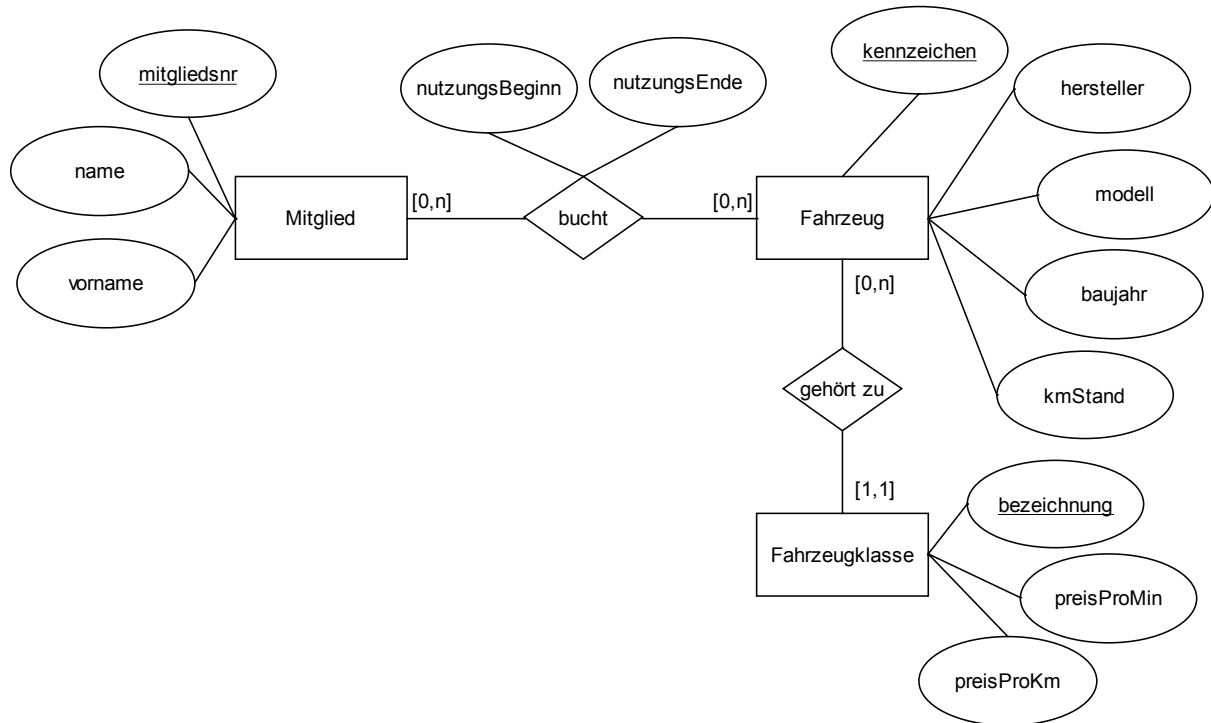 kennzeichen
mitgliedsnr
nutzungsBeginn
nutzungsEnde
hersteller
name
modell
Mitglied
[0,n]
bucht
[0,n]
Fahrzeug
vorname
[0,n]
baujahr
gehört zu
kmStand
[1,1]
bezeichnung
Fahrzeugklasse
preisProMin
preisProKm